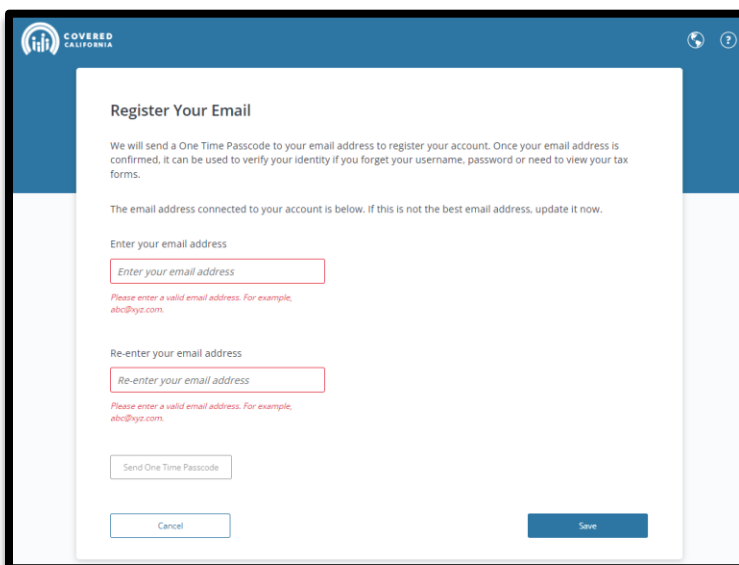 COVERED
CALIFORNIA
?
Register Your Email
We will send a One Time Passcode to your email address to register your account. Once your email address is
confirmed, it can be used to verify your identity if you forget your username, password or need to view your tax
forms.
The email address connected to your account is below. If this is not the best email address, update it now.
Enter your email address
Enter your email address
Please enter a valid email address. For example,
abc@xyz.com.
Re-enter your email address
Re-enter your email address
Please enter a valid email address. For example,
abc@xyz.com.
Send One Time Passcode
Cancel
Save